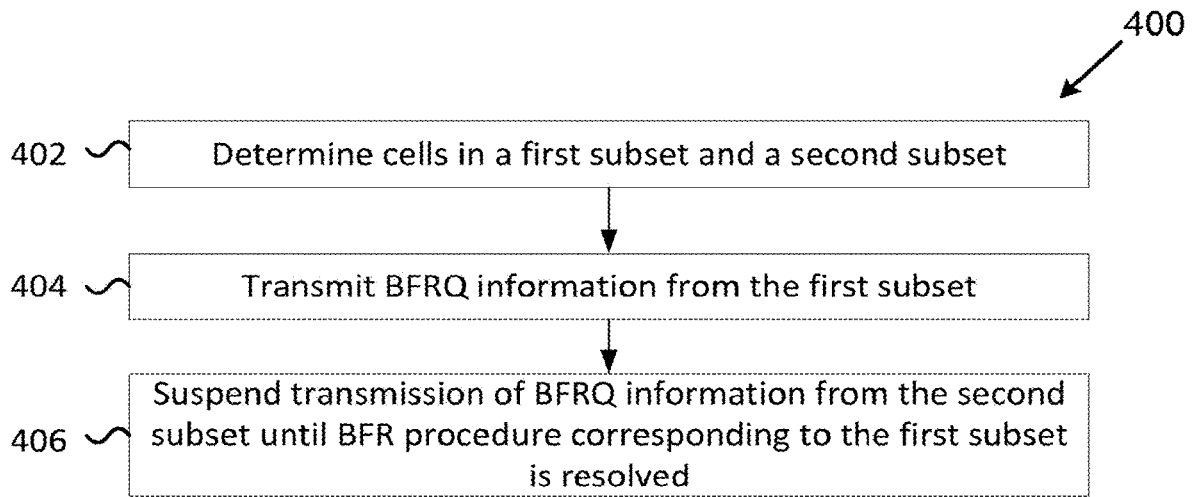 400
402
Determine cells in a first subset and a second subset
404
Transmit BFRQ information from the first subset
406
Suspend transmission of BFRQ information from the second
subset until BFR procedure corresponding to the first subset
is resolved